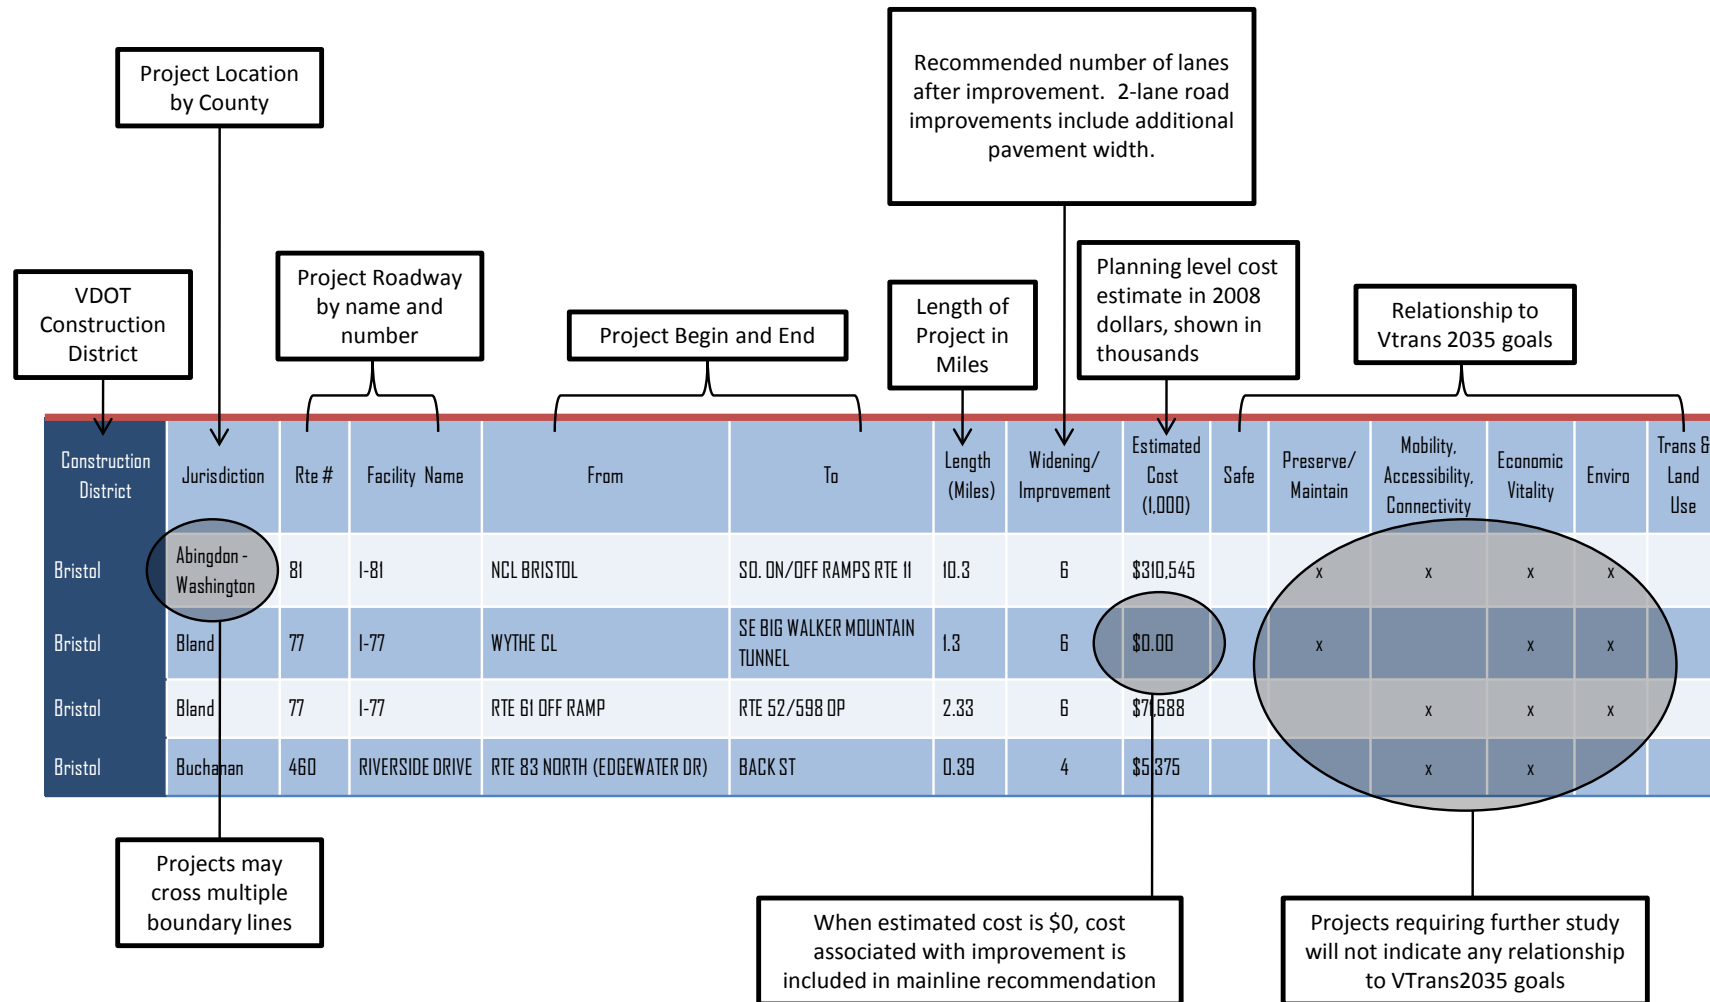 Recommended number of lanes
after improvement.  2-lane road
improvements include additional
pavement width.
Project Location
by County
VDOT
Construction
District
Project Roadway
by name and
number
Project Begin and End
Length of
Project in
Miles
Planning level cost
estimate in 2008
dollars, shown in
thousands
Relationship to
Vtrans 2035 goals
Construction
District
Jurisdiction
Rte #
Facility Name
From
To
Length
(Miles)
Widening/
Improvement
Estimated
Cost
(1,000)
Safe
Preserve/
Maintain
Mobility,
Accessibility,
Connectivity
Economic
Vitality
Enviro
Trans &
Land
Use
Bristol
Abingdon -
Washington
81
I-81
NCL BRISTOL
SO. ON/OFF RAMPS RTE 11
10.3
6
$310,545
x
x
x
x
Bristol
Bland
77
I-77
WYTHE CL
SE BIG WALKER MOUNTAIN
TUNNEL
1.3
6
$0.00
x
x
x
Bristol
Bland
77
I-77
RTE 61 OFF RAMP
RTE 52/598 OP
2.33
6
$71,688
x
x
x
Bristol
Buchanan
460
RIVERSIDE DRIVE
RTE 83 NORTH (EDGEWATER DR)
BACK ST
0.39
4
$5,375
x
x
Projects may
cross multiple
boundary lines
When estimated cost is $0, cost
associated with improvement is
included in mainline recommendation
Projects requiring further study
will not indicate any relationship
to VTrans2035 goals